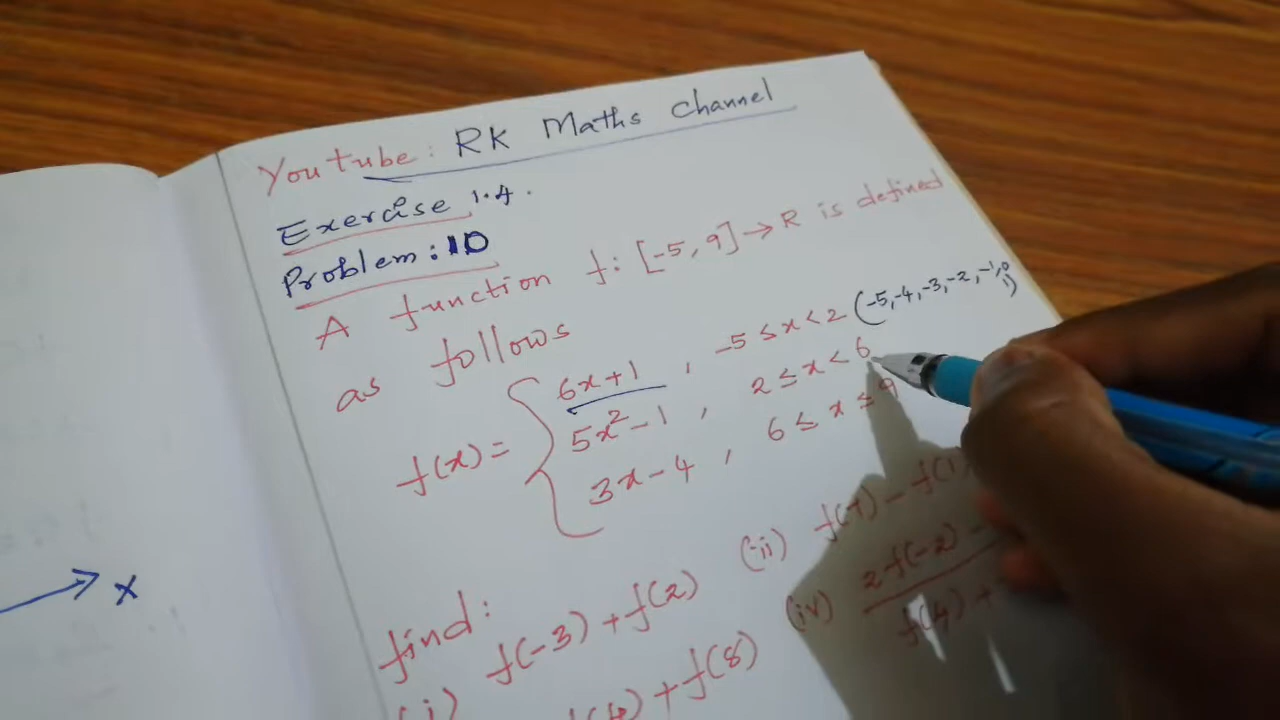 YouTube: RK Maths Channel
Exercise 1.4.
Problem: 10
A function f: [-5, 9] → R is defined
as follows
f(x) = { 6x+1 , -5 ≤ x < 2 (-5, -4, -3, -2, -1, 0, 1)
5x²-1 , 2 ≤ x < 6
3x-4 , 6 ≤ x ≤ 9
find:
(i) f(-3) + f(2) (ii) f(7) - f(1)
f(4) + f(8) (iv) 2f(-2) - / f(4) +
x